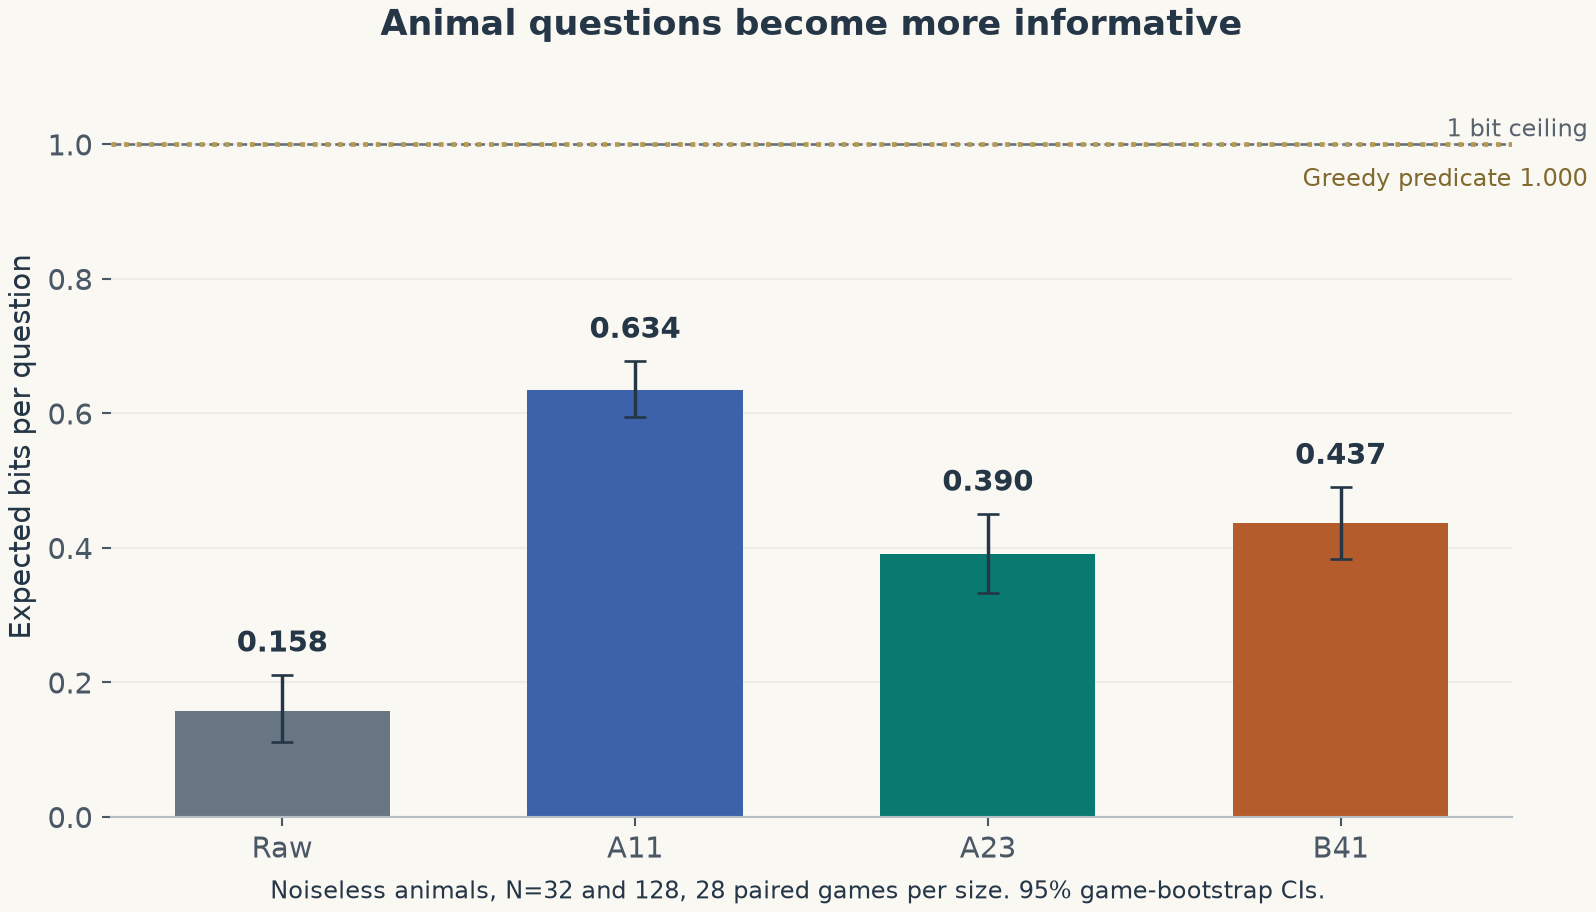 Animal questions become more informative
1 bit ceiling
Greedy predicate 1.000
Expected bits per question
1.0
0.8
0.6
0.4
0.2
0.0
0.158
0.634
0.390
0.437
Raw
A11
A23
B41
Noiseless animals, N=32 and 128, 28 paired games per size. 95% game-bootstrap CIs.